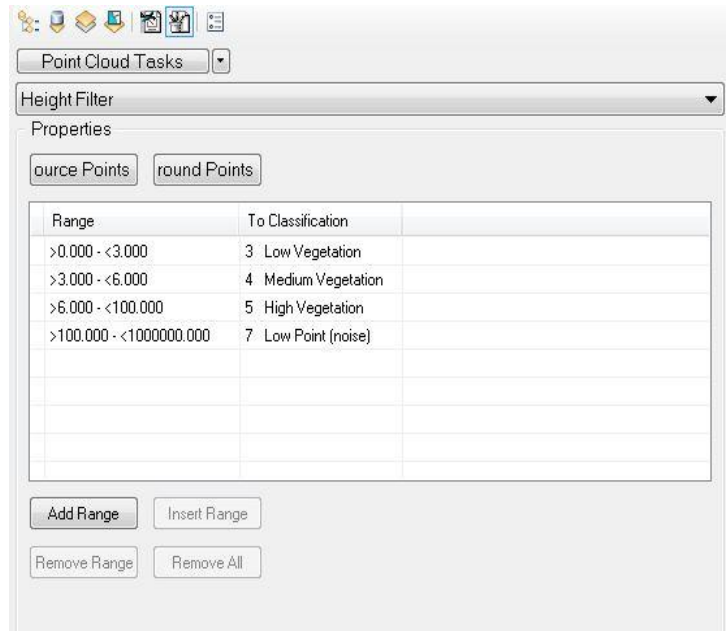 Point Cloud Tasks
Height Filter
Properties
ource Points round Points
Range To Classification
>0.000 - <3.000 3 Low Vegetation
>3.000 - <6.000 4 Medium Vegetation
>6.000 - <100.000 5 High Vegetation
>100.000 - <1000000.000 7 Low Point (noise)
Add Range Insert Range
Remove Range Remove All